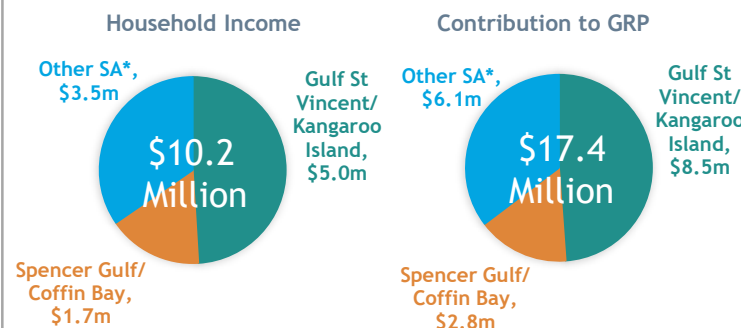 Household Income
Other SA*,
$3.5m
Gulf St
Vincent/
Kangaroo
Island,
$5.0m
$10.2
Million
Spencer Gulf/
Coffin Bay,
$1.7m
Contribution to GRP
Other SA*,
$6.1m
Gulf St
Vincent/
Kangaroo
Island,
$8.5m
$17.4
Million
Spencer Gulf/
Coffin Bay,
$2.8m